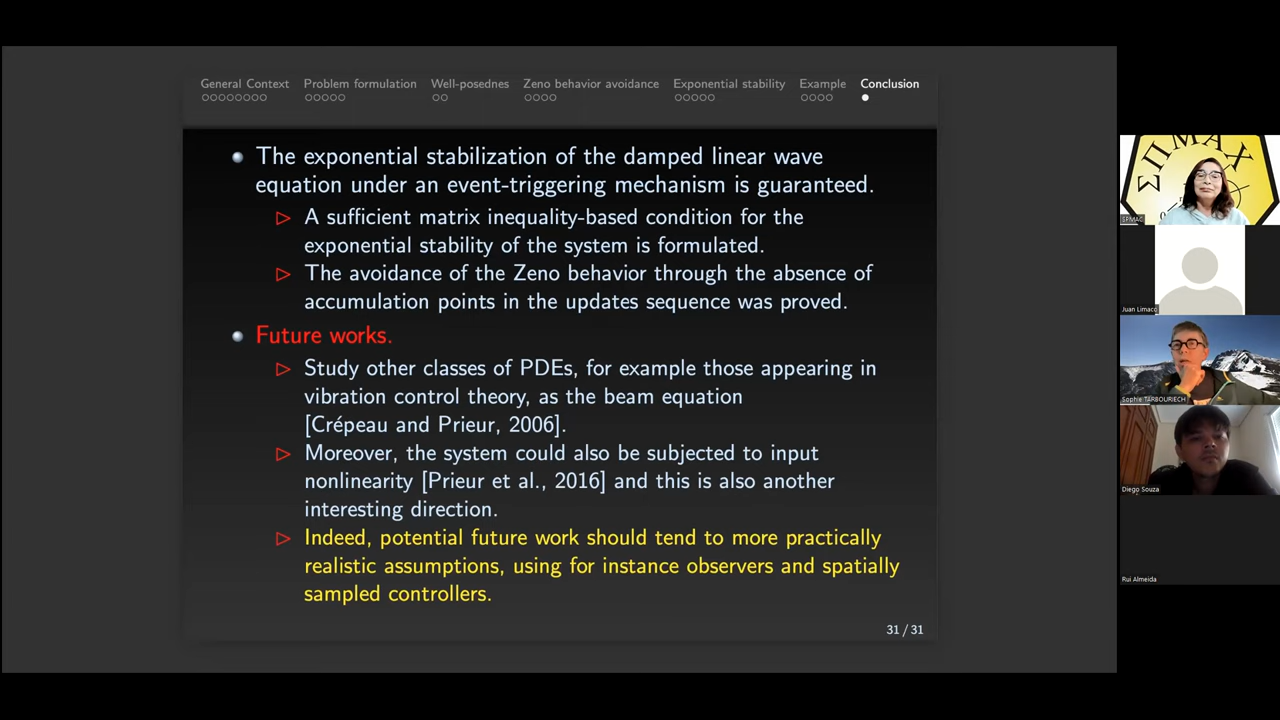 General Context Problem formulation Well-posednes Zeno behavior avoidance Exponential stability Example Conclusion
The exponential stabilization of the damped linear wave
equation under an event-triggering mechanism is guaranteed.
A sufficient matrix inequality-based condition for the
exponential stability of the system is formulated.
The avoidance of the Zeno behavior through the absence of
accumulation points in the updates sequence was proved.
Future works.
Study other classes of PDEs, for example those appearing in
vibration control theory, as the beam equation
[Crépeau and Prieur, 2006].
Moreover, the system could also be subjected to input
nonlinearity [Prieur et al., 2016] and this is also another
interesting direction.
Indeed, potential future work should tend to more practically
realistic assumptions, using for instance observers and spatially
sampled controllers.
31 / 31
ΣΠΜΑΧ
SPMAC
Juan Limaco
Sophie TARBOURIECH
Diego Souza
Rui Almeida